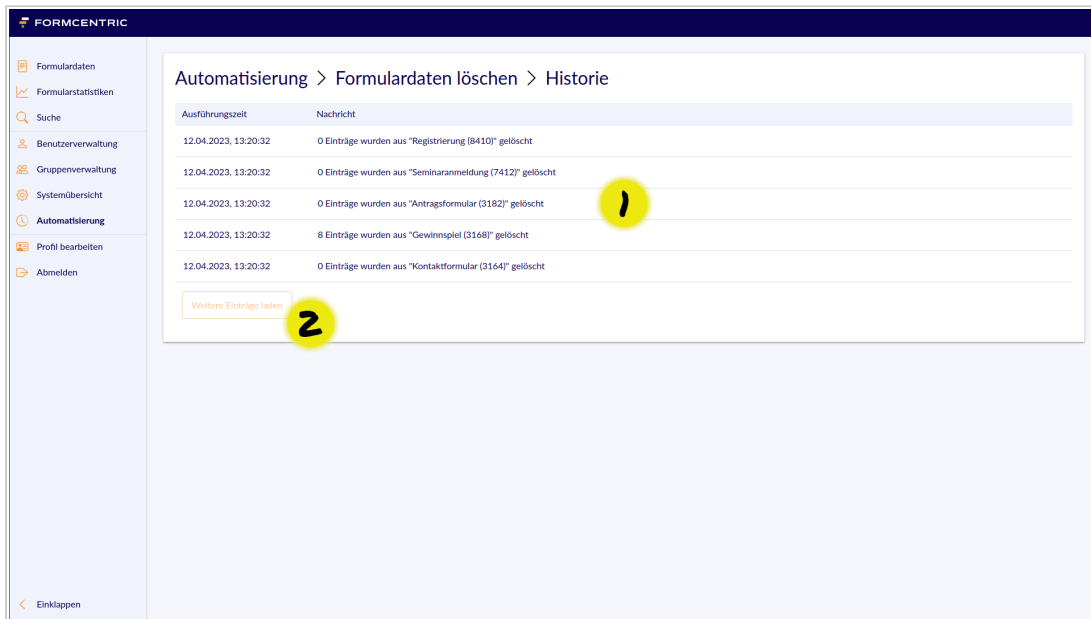 FORMCENTRIC
Formulardaten
Formularstatistiken
Suche
Benutzerverwaltung
Gruppenverwaltung
Systemübersicht
Automatisierung
Profil bearbeiten
Abmelden
Einklappen
Automatisierung > Formulardaten löschen > Historie
Ausführungszeit Nachricht
12.04.2023, 13:20:32 0 Einträge wurden aus "Registrierung (8410)" gelöscht
12.04.2023, 13:20:32 0 Einträge wurden aus "Seminaranmeldung (7412)" gelöscht
12.04.2023, 13:20:32 0 Einträge wurden aus "Antragsformular (3182)" gelöscht
1
12.04.2023, 13:20:32 8 Einträge wurden aus "Gewinnspiel (3168)" gelöscht
12.04.2023, 13:20:32 0 Einträge wurden aus "Kontaktformular (3164)" gelöscht
Weitere Einträge laden
2